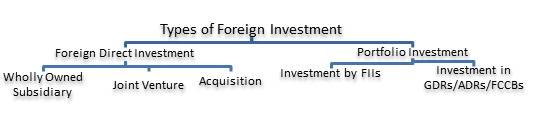 Types of Foreign Investment
Foreign Direct Investment
Portfolio Investment
Wholly Owned
Subsidiary
Joint Venture
Acquisition
Investment by FIIs
Investment in
GDRs/ADRs/FCCBs